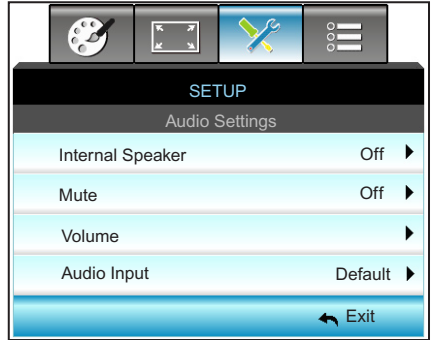 SETUP
Audio Settings
Internal Speaker Off
Mute Off
Volume
Audio Input Default
Exit